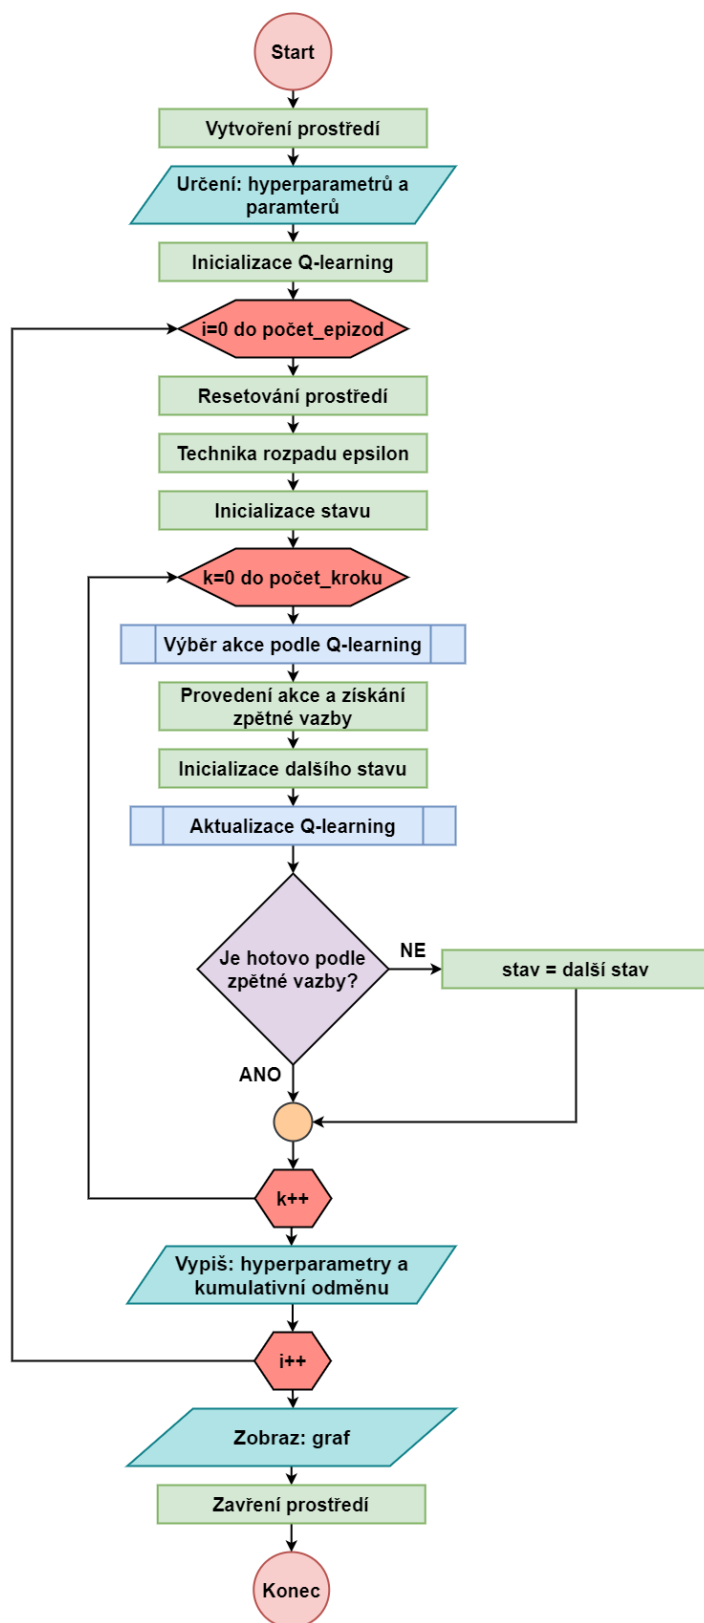 Start
Vytvoření prostředí
Určení: hyperparametrů a
paramterů
Inicializace Q-learning
i=0 do počet_epizod
Resetování prostředí
Technika rozpadu epsilon
Inicializace stavu
k=0 do počet_kroku
Výběr akce podle Q-learning
Provedení akce a získání
zpětné vazby
Inicializace dalšího stavu
Aktualizace Q-learning
Je hotovo podle
zpětné vazby?
NE
stav = další stav
ANO
k++
Vypiš: hyperparametry a
kumulativní odměnu
i++
Zobraz: graf
Zavření prostředí
Konec